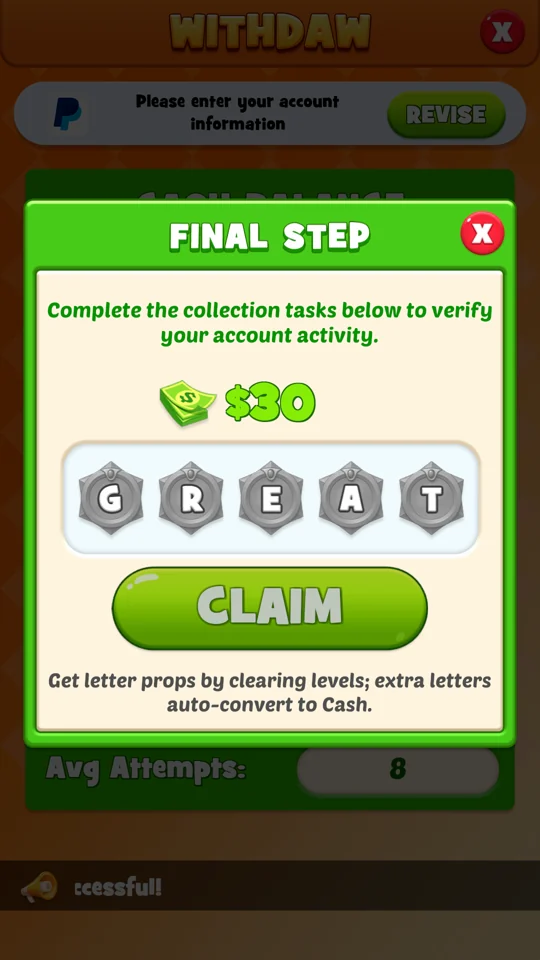 WITHDAW
X
Please enter your account
information
REVISE
FINAL STEP
X
Complete the collection tasks below to verify
your account activity.
$30
G R E A T
CLAIM
Get letter props by clearing levels; extra letters
auto-convert to Cash.
Avg Attempts:
8
ccessful!